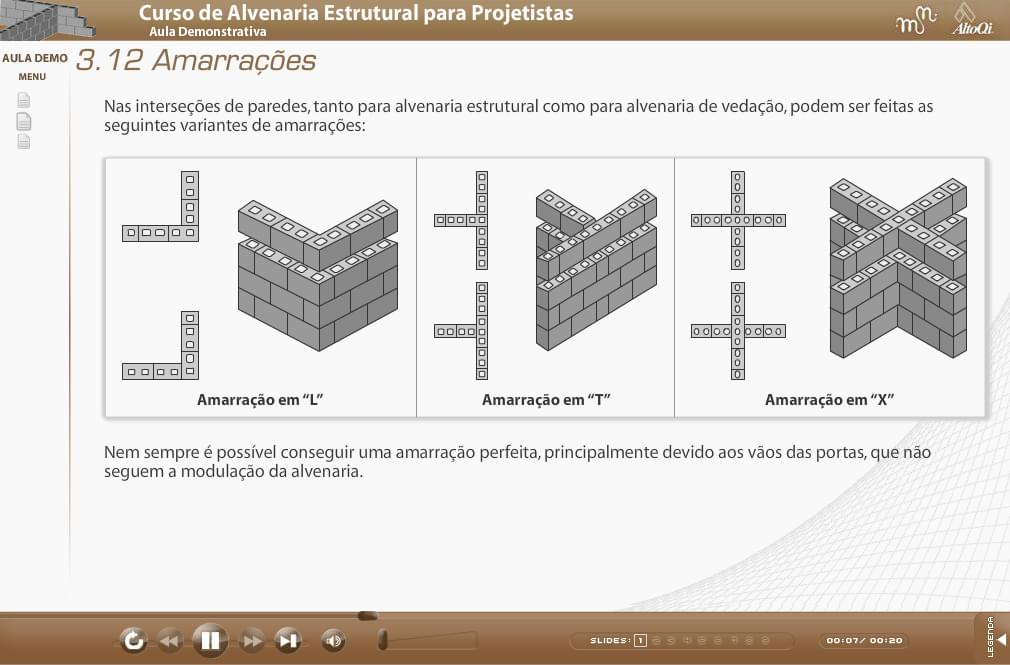 Curso de Alvenaria Estrutural para Projetistas
Aula Demonstrativa
AltoQi
AULA DEMO
MENU
3.12 Amarrações
Nas interseções de paredes, tanto para alvenaria estrutural como para alvenaria de vedação, podem ser feitas as
seguintes variantes de amarrações:
Amarração em “L”
Amarração em “T”
Amarração em “X”
Nem sempre é possível conseguir uma amarração perfeita, principalmente devido aos vãos das portas, que não
seguem a modulação da alvenaria.
SLIDES: 1
00:07/ 00:20
LEGENDA